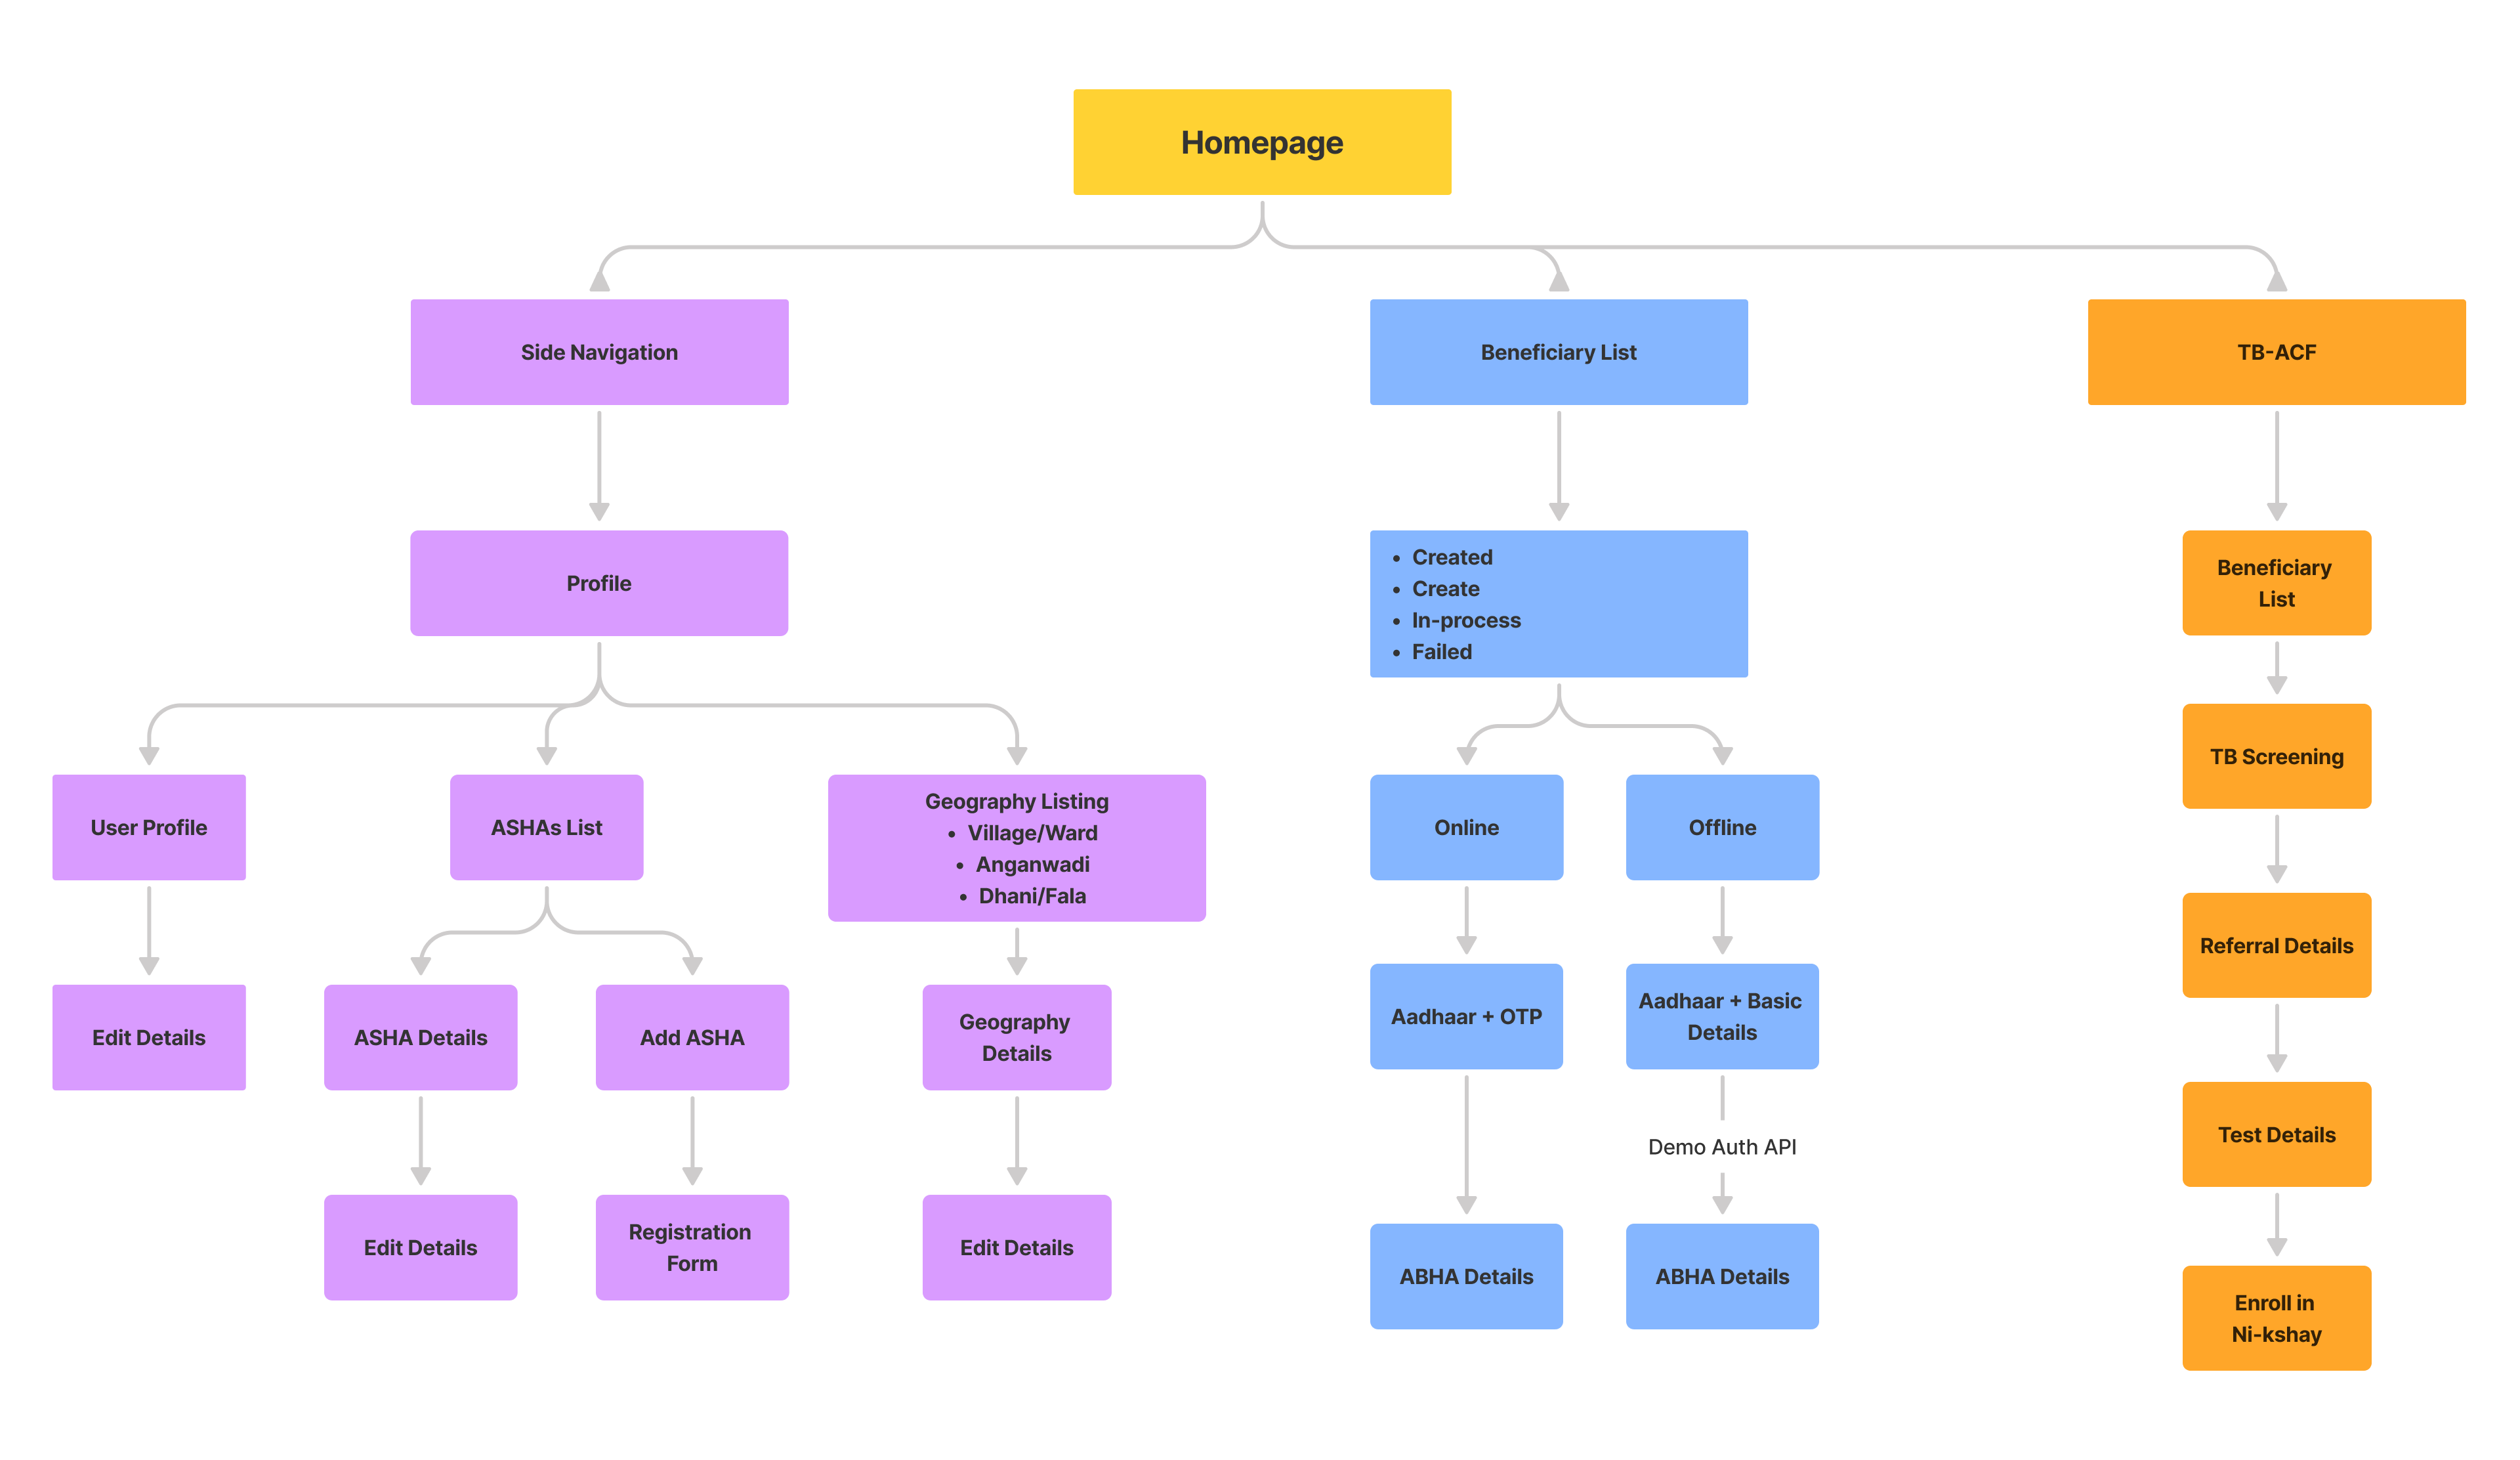 Homepage
Side Navigation
Beneficiary List
TB-ACF
Profile
• Created
• Create
• In-process
• Failed
Beneficiary
List
TB Screening
User Profile
ASHAs List
Geography Listing
• Village/Ward
• Anganwadi
• Dhani/Fala
Online
Offline
Referral Details
Edit Details
ASHA Details
Add ASHA
Geography
Details
Aadhaar + OTP
Aadhaar + Basic
Details
Demo Auth API
Test Details
Edit Details
Registration
Form
Edit Details
ABHA Details
ABHA Details
Enroll in
Ni-kshay